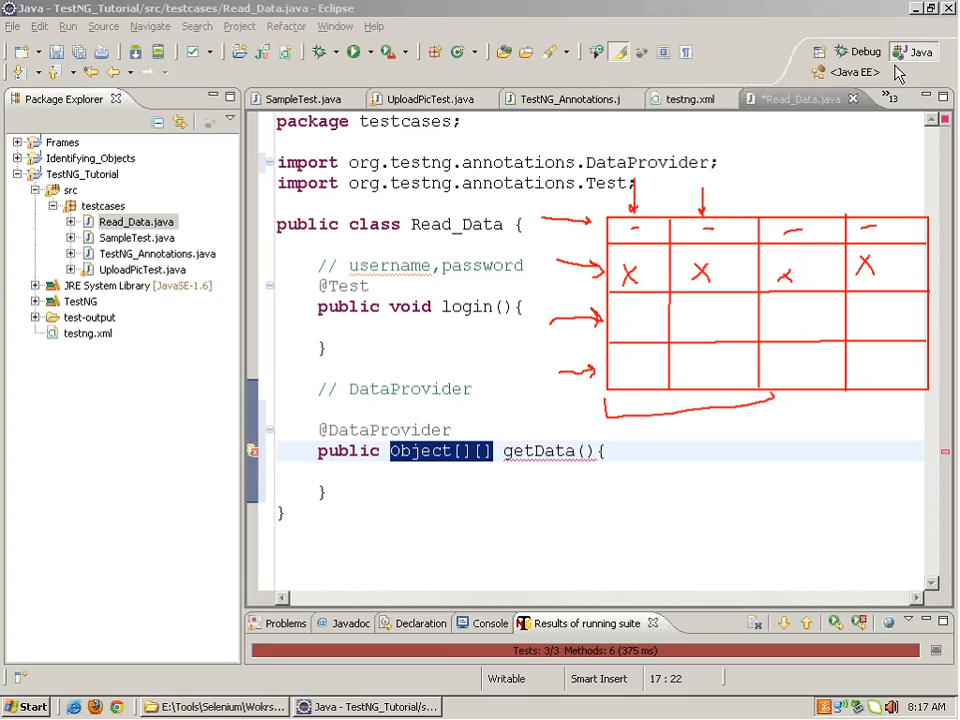 Java - TestNG_Tutorial/src/testcases/Read_Data.java - Eclipse
File Edit Run Source Navigate Search Project Refactor Window Help
Debug Java
<Java EE>
Package Explorer
SampleTest.java UploadPicTest.java TestNG_Annotations.j testng.xml *Read_Data.java »13
Frames
Identifying_Objects
TestNG_Tutorial
src
testcases
Read_Data.java
SampleTest.java
TestNG_Annotations.java
UploadPicTest.java
JRE System Library [JavaSE-1.6]
TestNG
test-output
testng.xml
package testcases;
import org.testng.annotations.DataProvider;
import org.testng.annotations.Test;
public class Read_Data {
// username,password
@Test
public void login(){
}
// DataProvider
@DataProvider
public Object[][] getData(){
}
}
X X x X
Problems Javadoc Declaration Console Results of running suite
Tests: 3/3 Methods: 6 (375 ms)
Writable Smart Insert 17 : 22
Start E:\Tools\Selenium\Wokrs... Java - TestNG_Tutorial/s... 8:17 AM